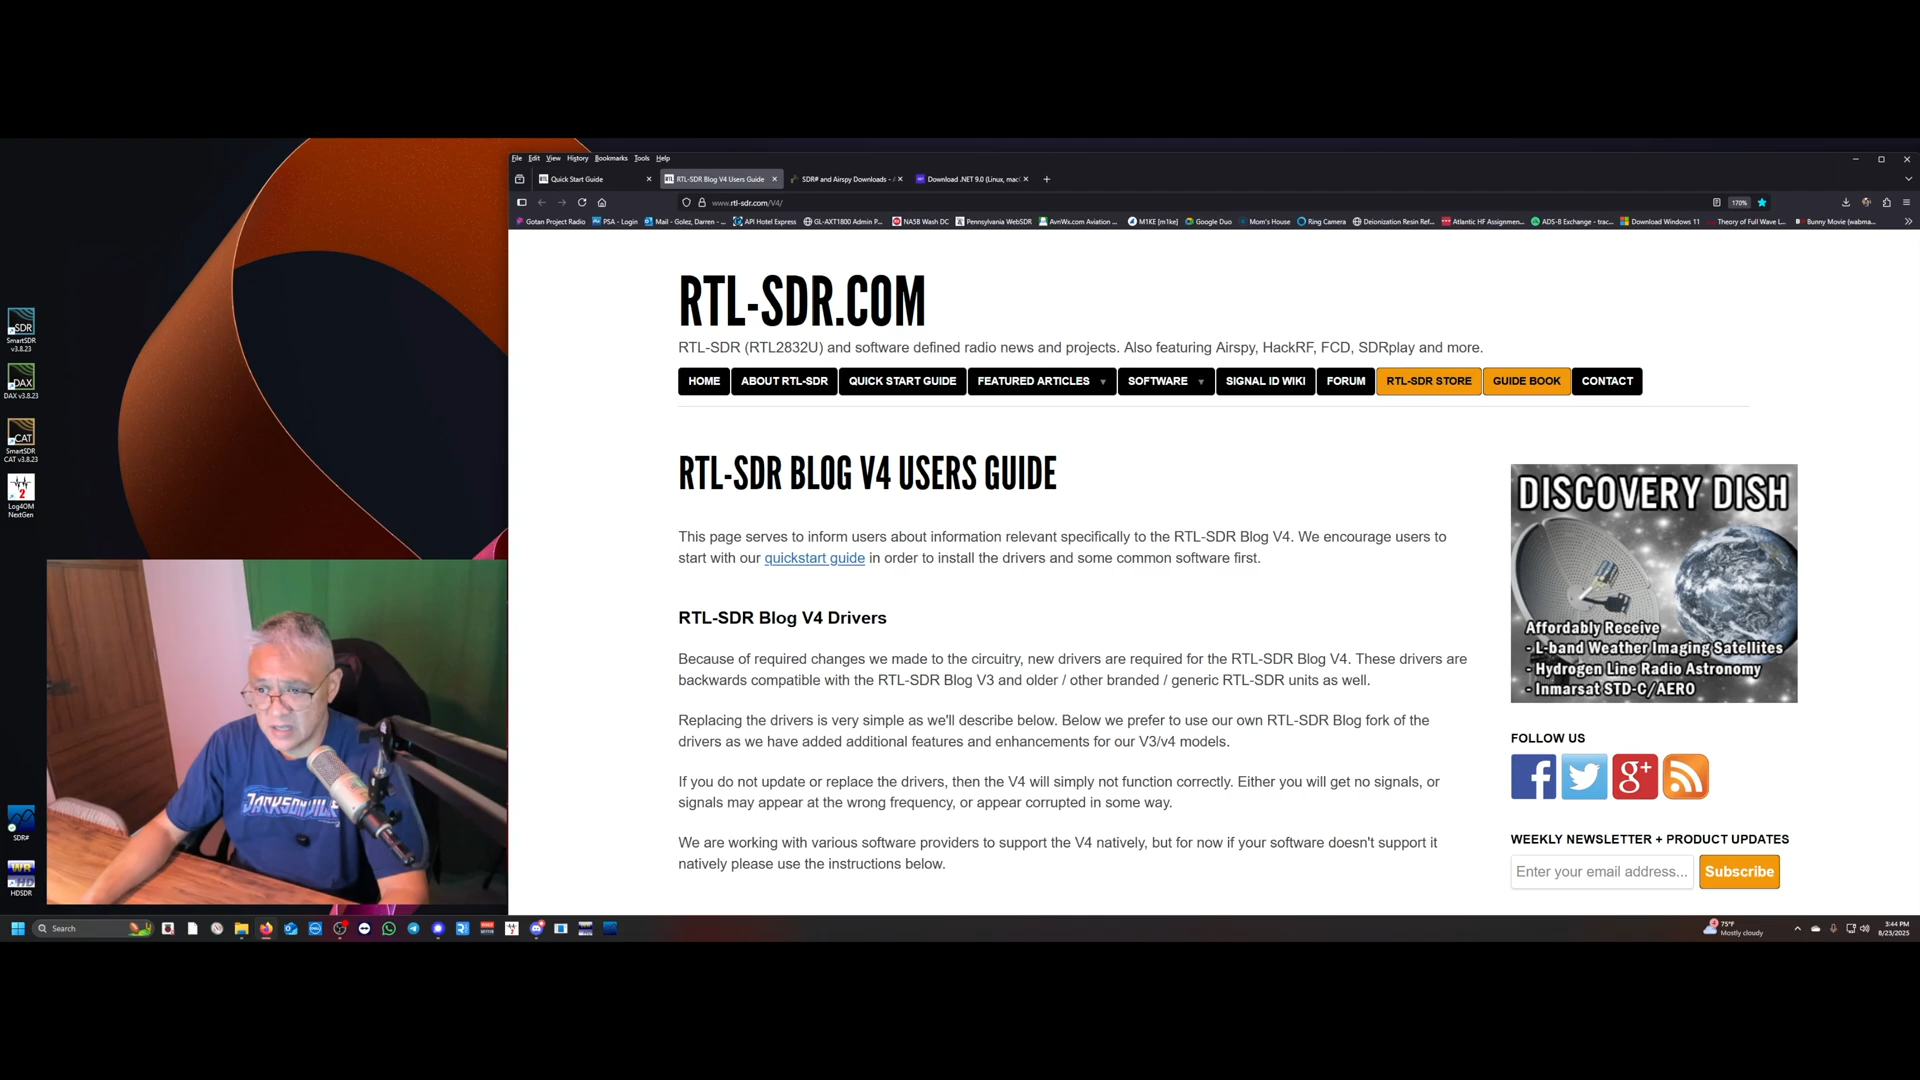 File Edit View History Bookmarks Tools Help
Quick Start Guide
RTL-SDR Blog V4 Users Guide
SDR# and Airspy Downloads -
Download .NET 9.0 (Linux, mac
www.rtl-sdr.com/V4/
170%
Gotan Project Radio
PSA - Login
Mail - Golez, Darren -
API Hotel Express
GL-AXT1800 Admin P...
NA5B Wash DC
Pennsylvania WebSDR
AvnWx.com Aviation ...
M1KE [m1ke]
Google Duo
Mom's House
Ring Camera
Deionization Resin Ref...
Atlantic HF Assignmen...
ADS-B Exchange - trac...
Download Windows 11
Theory of Full Wave L...
Bunny Movie (wabma...
RTL-SDR.COM
RTL-SDR (RTL2832U) and software defined radio news and projects. Also featuring Airspy, HackRF, FCD, SDRplay and more.
HOME ABOUT RTL-SDR QUICK START GUIDE FEATURED ARTICLES SOFTWARE SIGNAL ID WIKI FORUM RTL-SDR STORE GUIDE BOOK CONTACT
RTL-SDR BLOG V4 USERS GUIDE
This page serves to inform users about information relevant specifically to the RTL-SDR Blog V4. We encourage users to
start with our quickstart guide in order to install the drivers and some common software first.
RTL-SDR Blog V4 Drivers
Because of required changes we made to the circuitry, new drivers are required for the RTL-SDR Blog V4. These drivers are
backwards compatible with the RTL-SDR Blog V3 and older / other branded / generic RTL-SDR units as well.
Replacing the drivers is very simple as we'll describe below. Below we prefer to use our own RTL-SDR Blog fork of the
drivers as we have added additional features and enhancements for our V3/v4 models.
If you do not update or replace the drivers, then the V4 will simply not function correctly. Either you will get no signals, or
signals may appear at the wrong frequency, or appear corrupted in some way.
We are working with various software providers to support the V4 natively, but for now if your software doesn't support it
natively please use the instructions below.
DISCOVERY DISH
Affordably Receive
- L-band Weather Imaging Satellites
- Hydrogen Line Radio Astronomy
- Inmarsat STD-C/AERO
FOLLOW US
WEEKLY NEWSLETTER + PRODUCT UPDATES
Enter your email address...
Subscribe
SDR
SmartSDR
v3.8.23
DAX
DAX v3.8.23
CAT
SmartSDR
CAT v3.8.23
2
Log4OM
NextGen
SDR#
WR
HD
HDSDR
JACKSONVILLE
Search
75°F
Mostly cloudy
3:44 PM
8/23/2025